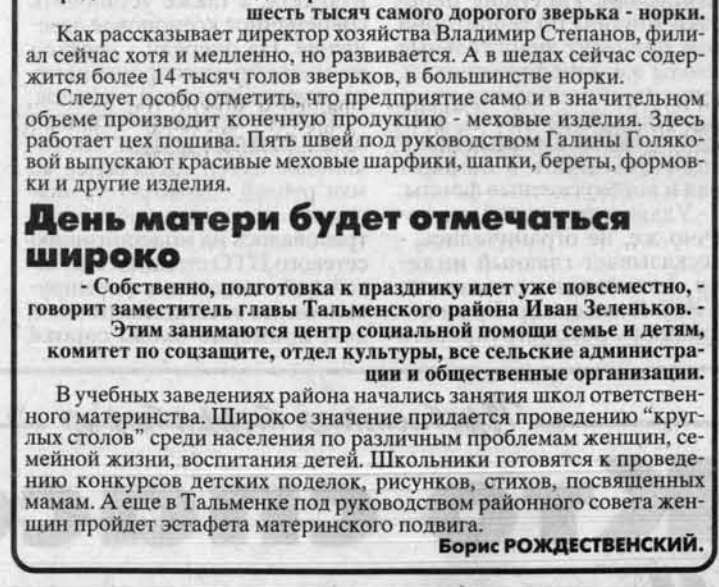 шесть тысяч самого дорогого зверька - норки.
Как рассказывает директор хозяйства Владимир Степанов, фили-
ал сейчас хотя и медленно, но развивается. А в шедах сейчас содер-
жится более 14 тысяч голов зверьков, в большинстве норки.
Следует особо отметить, что предприятие само и в значительном
объеме производит конечную продукцию - меховые изделия. Здесь
работает цех пошива. Пять швей под руководством Галины Голяко-
вой выпускают красивые меховые шарфики, шапки, береты, формов-
ки и другие изделия.
День матери будет отмечаться
широко
- Собственно, подготовка к празднику идет уже повсеместно, -
говорит заместитель главы Тальменского района Иван Зеленьков. -
Этим занимаются центр социальной помощи семье и детям,
комитет по соцзащите, отдел культуры, все сельские администра-
ции и общественные организации.
В учебных заведениях района начались занятия школ ответствен-
ного материнства. Широкое значение придается проведению “круг-
лых столов” среди населения по различным проблемам женщин, се-
мейной жизни, воспитания детей. Школьники готовятся к проведе-
нию конкурсов детских поделок, рисунков, стихов, посвященных
мамам. А еще в Тальменке под руководством районного совета жен-
щин пройдет эстафета материнского подвига.
Борис РОЖДЕСТВЕНСКИЙ.